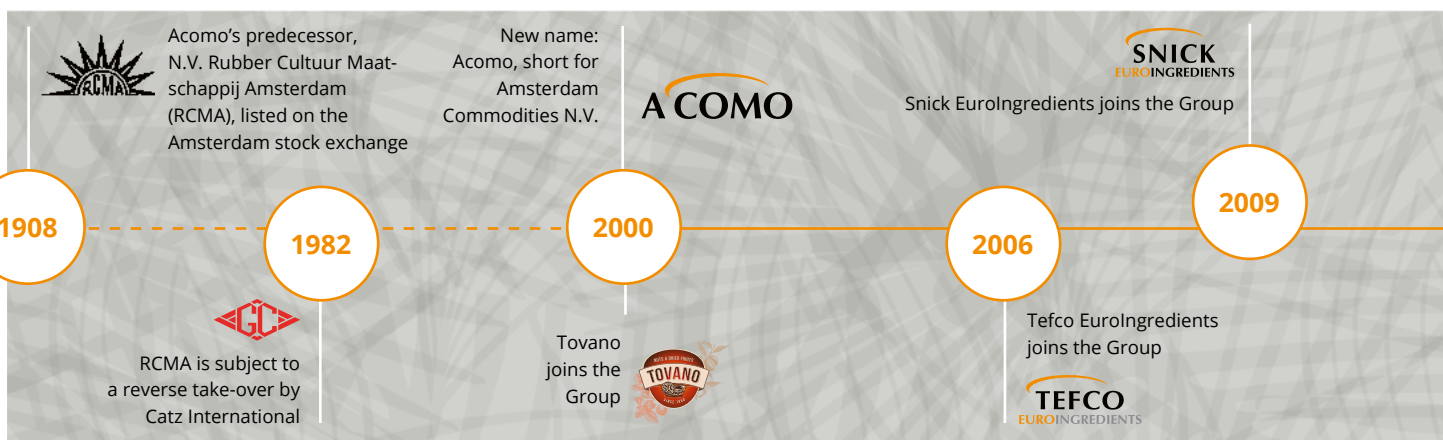 RCMA
Acomo’s predecessor,
N.V. Rubber Cultuur Maat-
schappij Amsterdam
(RCMA), listed on the
Amsterdam stock exchange
1908
RCMA is subject to
a reverse take-over by
Catz International
1982
New name:
Acomo, short for
Amsterdam
Commodities N.V.
ACOMO
2000
Tovano
joins the
Group
NUTS & DRIED FRUITS
TOVANO
2006
Tefco EuroIngredients
joins the Group
TEFCO
EUROINGREDIENTS
SNICK
EUROINGREDIENTS
Snick EuroIngredients joins the Group
2009